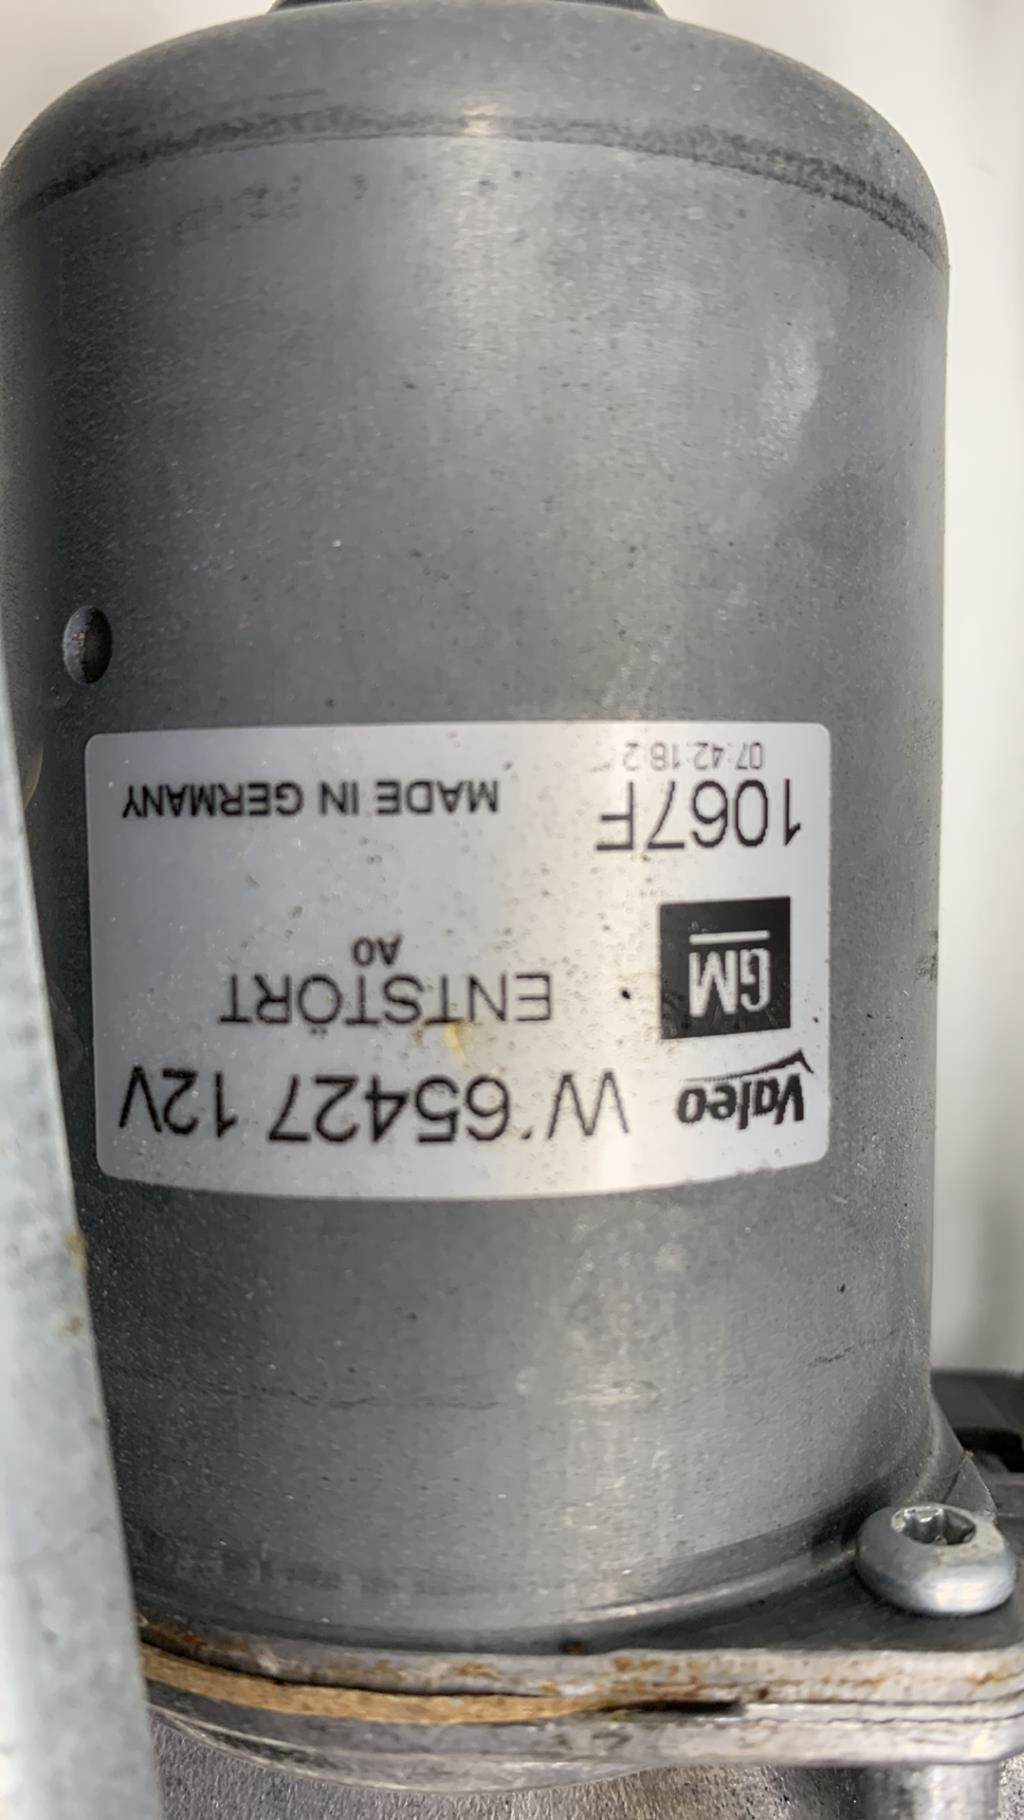 Valeo W 65427 12V
GM ENTSTÖRT
A0
1067F MADE IN GERMANY
07:42:18 2